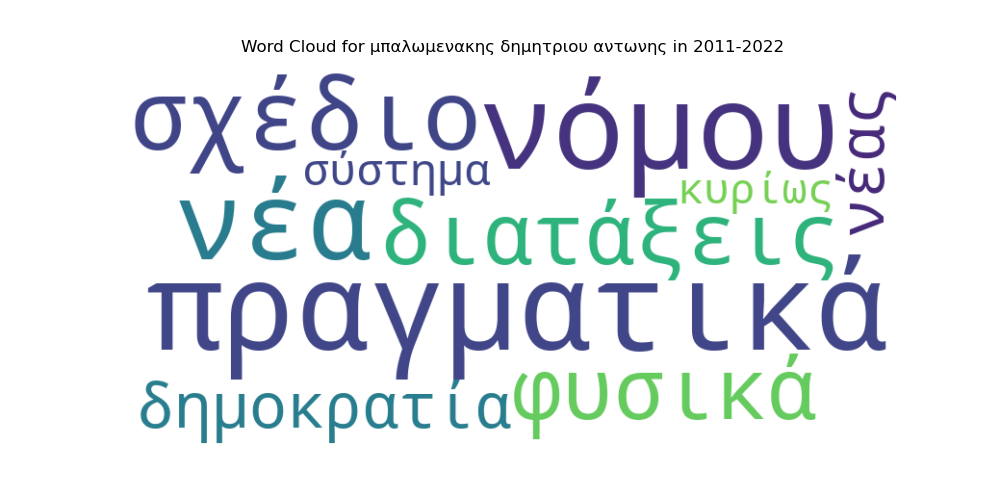 Word Cloud for μπαλωμενακης δημητριου αντωνης in 2011-2022
σχέδιο νόμου νέας
σύστημα κυρίως
νέα διατάξεις
πραγματικά
δημοκρατία φυσικά